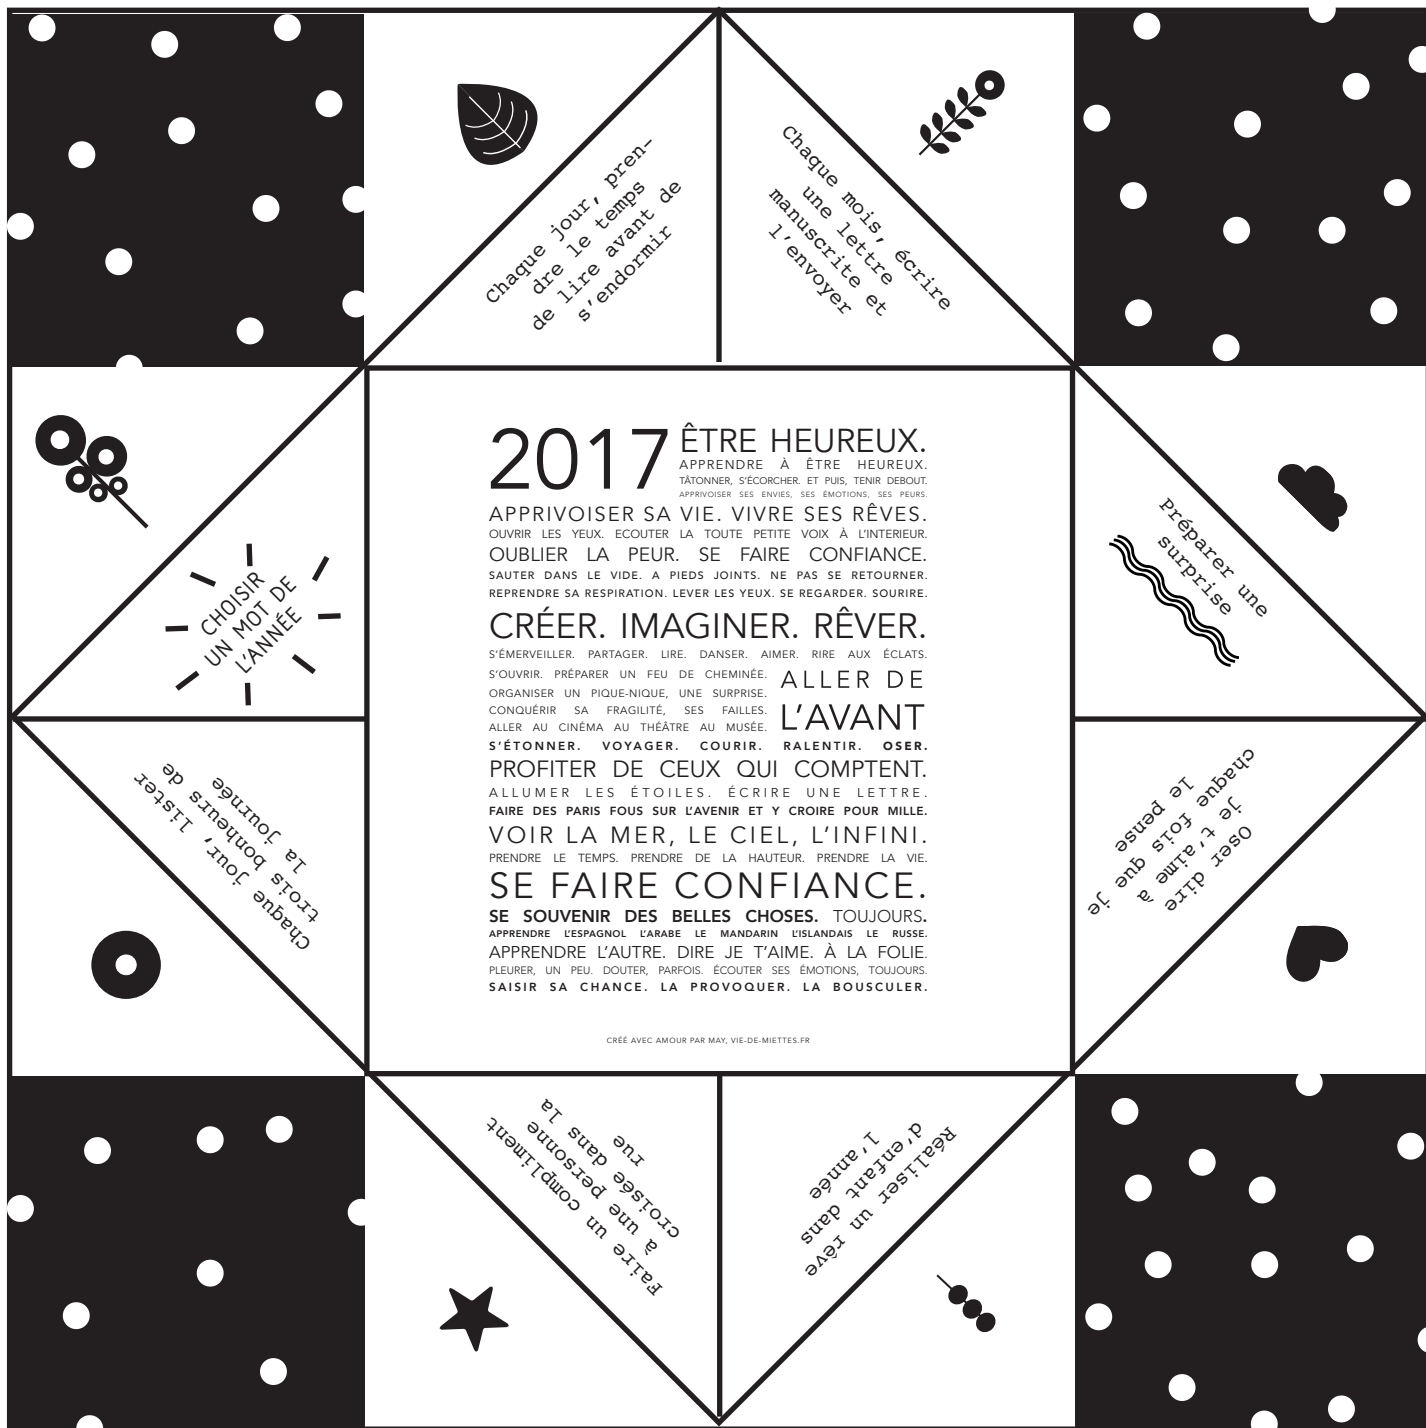 Chaque jour, pren-
dre le temps
de lire avant de
s'endormir
Chaque mois, écrire
une lettre
manuscrite et
l'envoyer
CHOISIR
UN MOT DE
L'ANNÉE
2017
ÊTRE HEUREUX.
APPRENDRE À ÊTRE HEUREUX.
TÂTONNER, S'ÉCORCHER. ET PUIS, TENIR DEBOUT.
APPRIVOISER SES ENVIES, SES ÉMOTIONS, SES PEURS.
APPRIVOISER SA VIE. VIVRE SES RÊVES.
OUVRIR LES YEUX. ECOUTER LA TOUTE PETITE VOIX À L'INTERIEUR.
OUBLIER LA PEUR. SE FAIRE CONFIANCE.
SAUTER DANS LE VIDE. A PIEDS JOINTS. NE PAS SE RETOURNER.
REPRENDRE SA RESPIRATION. LEVER LES YEUX. SE REGARDER. SOURIRE.
CRÉER. IMAGINER. RÊVER.
S'ÉMERVEILLER. PARTAGER. LIRE. DANSER. AIMER. RIRE AUX ÉCLATS.
S'OUVRIR. PRÉPARER UN FEU DE CHEMINÉE.
ORGANISER UN PIQUE-NIQUE, UNE SURPRISE.
CONQUÉRIR SA FRAGILITÉ, SES FAILLES.
ALLER AU CINÉMA AU THÉÂTRE AU MUSÉE.
ALLER DE
L'AVANT
S'ÉTONNER. VOYAGER. COURIR. RALENTIR. OSER.
PROFITER DE CEUX QUI COMPTENT.
ALLUMER LES ÉTOILES. ÉCRIRE UNE LETTRE.
FAIRE DES PARIS FOUS SUR L'AVENIR ET Y CROIRE POUR MILLE.
VOIR LA MER, LE CIEL, L'INFINI.
PRENDRE LE TEMPS. PRENDRE DE LA HAUTEUR. PRENDRE LA VIE.
SE FAIRE CONFIANCE.
SE SOUVENIR DES BELLES CHOSES. TOUJOURS.
APPRENDRE L'ESPAGNOL L'ARABE LE MANDARIN L'ISLANDAIS LE RUSSE.
APPRENDRE L'AUTRE. DIRE JE T'AIME. À LA FOLIE.
PLEURER, UN PEU. DOUTER, PARFOIS. ÉCOUTER SES ÉMOTIONS, TOUJOURS.
SAISIR SA CHANCE. LA PROVOQUER. LA BOUSCULER.
CRÉÉ AVEC AMOUR PAR MAY, VIE-DE-MIETTES.FR
Préparer une
surprise
Chaque jour, lister
trois bonheurs de
la journée
Oser dire
je t'aime à
chaque fois que je
le pense
Faire un compliment
à une personne
croisée dans la
rue
Réaliser un rêve
d'enfant dans
l'année